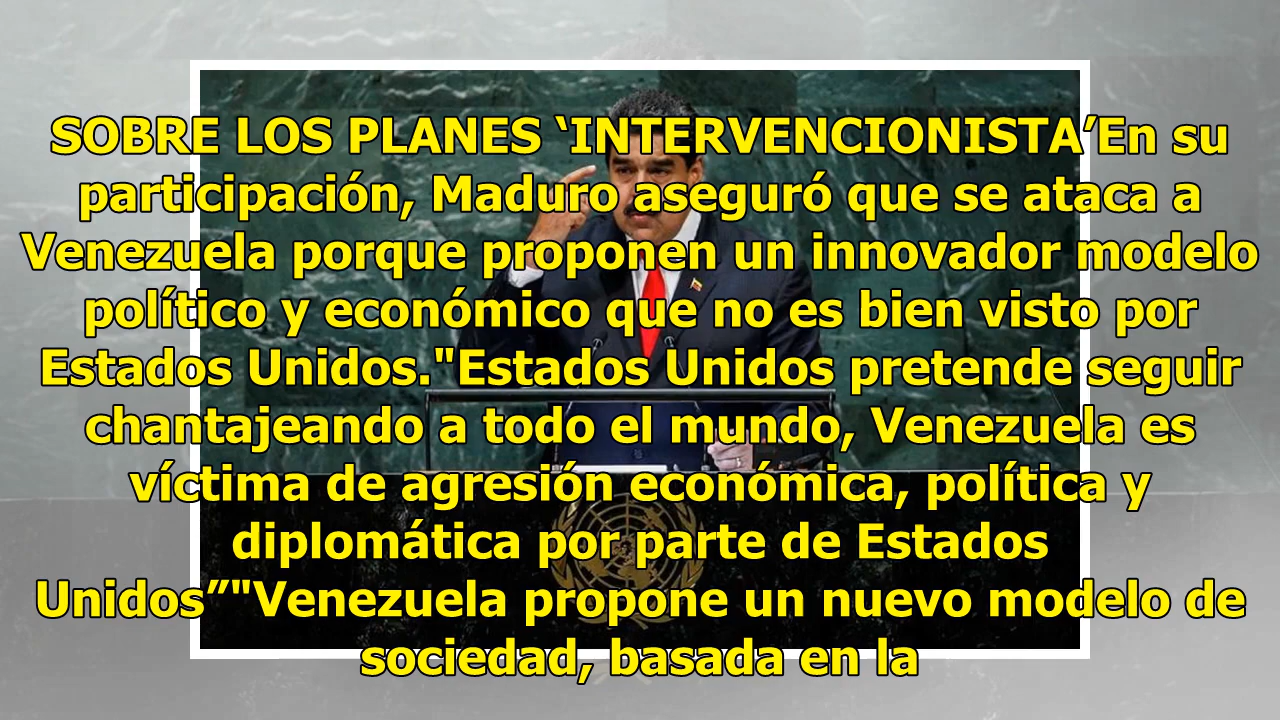 SOBRE LOS PLANES ‘INTERVENCIONISTA’En su
participación, Maduro aseguró que se ataca a
Venezuela porque proponen un innovador modelo
político y económico que no es bien visto por
Estados Unidos."Estados Unidos pretende seguir
chantajeando a todo el mundo, Venezuela es
víctima de agresión económica, política y
diplomática por parte de Estados
Unidos”"Venezuela propone un nuevo modelo de
sociedad, basada en la